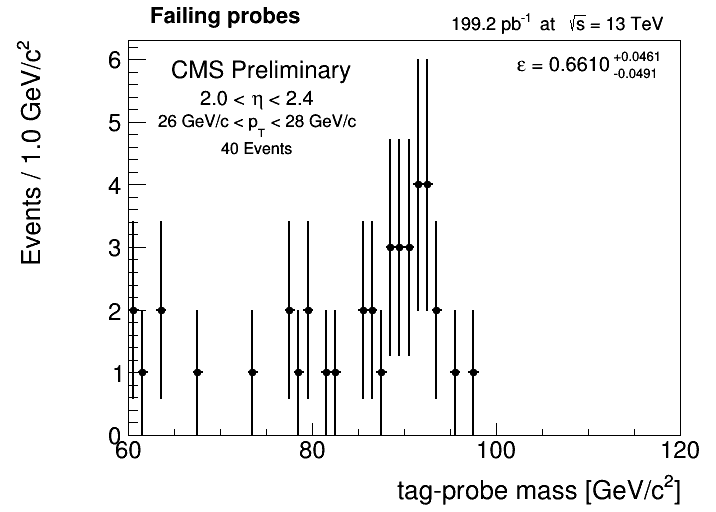 Failing probes
199.2 pb⁻¹ at √s = 13 TeV
CMS Preliminary
2.0 < η < 2.4
26 GeV/c < p_T < 28 GeV/c
40 Events
ε = 0.6610 +0.0461 -0.0491
Events / 1.0 GeV/c²
6
5
4
3
2
1
0
60 80 100 120
tag-probe mass [GeV/c²]